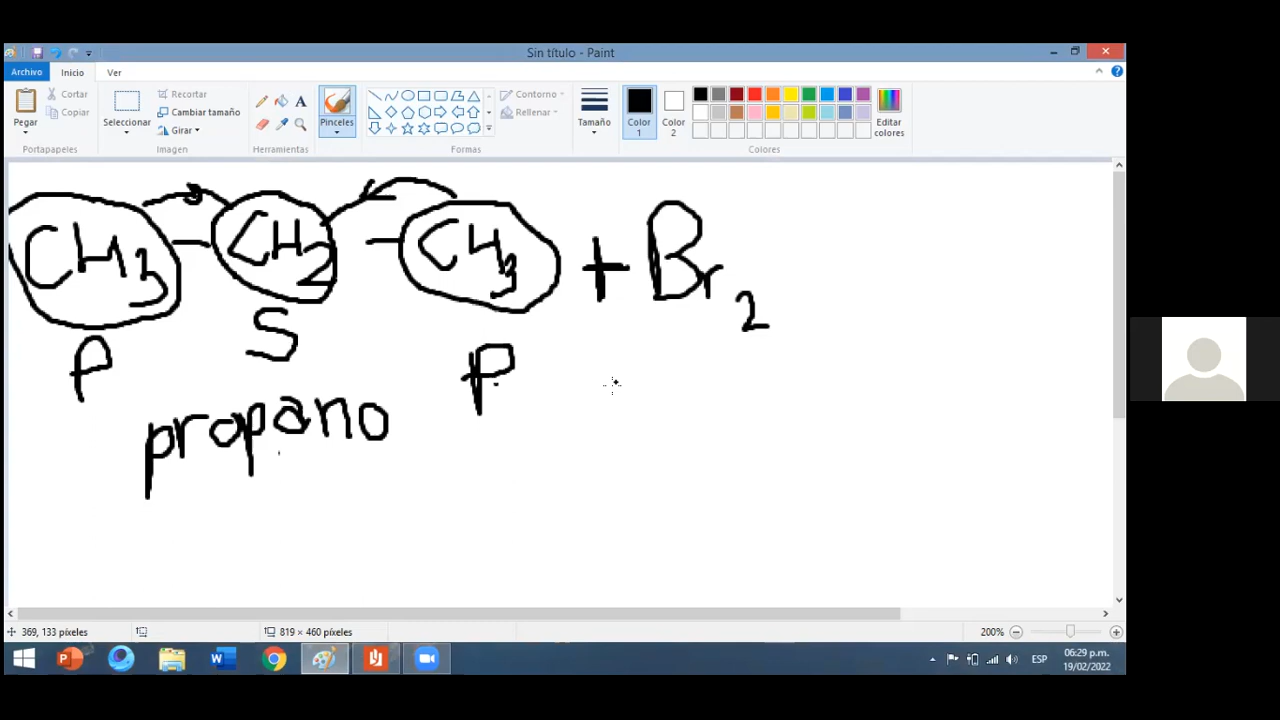 Sin título - Paint
Archivo Inicio Ver
Pegar
Cortar
Copiar
Portapapeles
Seleccionar
Recortar
Cambiar tamaño
Girar
Imagen
A
Herramientas
Pinceles
Contorno
Rellenar
Formas
Tamaño
Color 1
Color 2
Editar colores
Colores
CH3 - CH2 - CH3 + Br2
P S P
propano
369, 133 píxeles 819 × 460 píxeles 200%
ESP
06:29 p.m.
19/02/2022